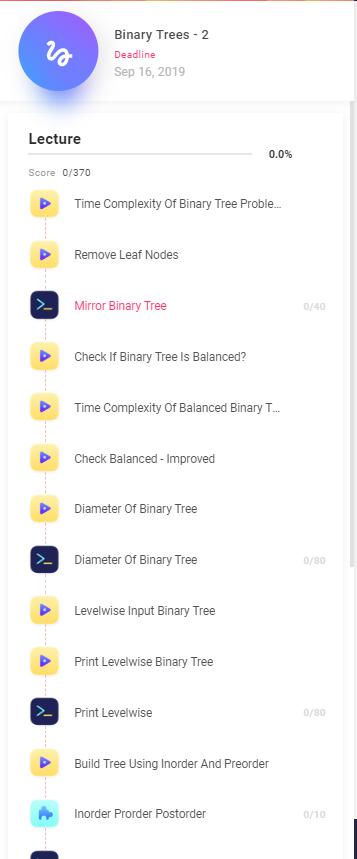 Binary Trees - 2
Deadline
Sep 16, 2019
Lecture
0.0%
Score 0/370
Time Complexity Of Binary Tree Proble...
Remove Leaf Nodes
Mirror Binary Tree 0/40
Check If Binary Tree Is Balanced?
Time Complexity Of Balanced Binary T...
Check Balanced - Improved
Diameter Of Binary Tree
Diameter Of Binary Tree 0/80
Levelwise Input Binary Tree
Print Levelwise Binary Tree
Print Levelwise 0/80
Build Tree Using Inorder And Preorder
Inorder Prorder Postorder 0/10